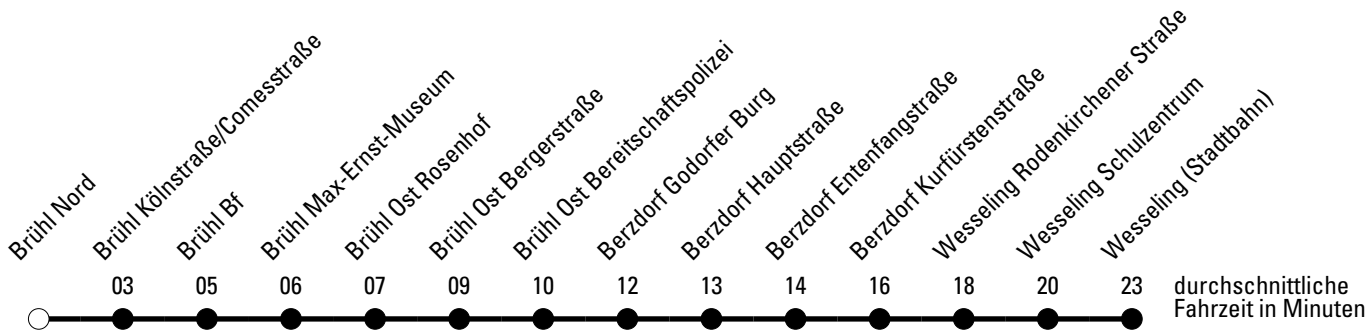 Brühl Nord
Brühl Kölnstraße/Comesstraße
Brühl Bf
Brühl Max-Ernst-Museum
Brühl Ost Rosenhof
Brühl Ost Bergerstraße
Brühl Ost Bereitschaftspolizei
Berzdorf Godorfer Burg
Berzdorf Hauptstraße
Berzdorf Entenfangstraße
Berzdorf Kurfürstenstraße
Wesseling Rodenkirchener Straße
Wesseling Schulzentrum
Wesseling (Stadtbahn)
03 05 06 07 09 10 12 13 14 16 18 20 23
durchschnittliche
Fahrzeit in Minuten